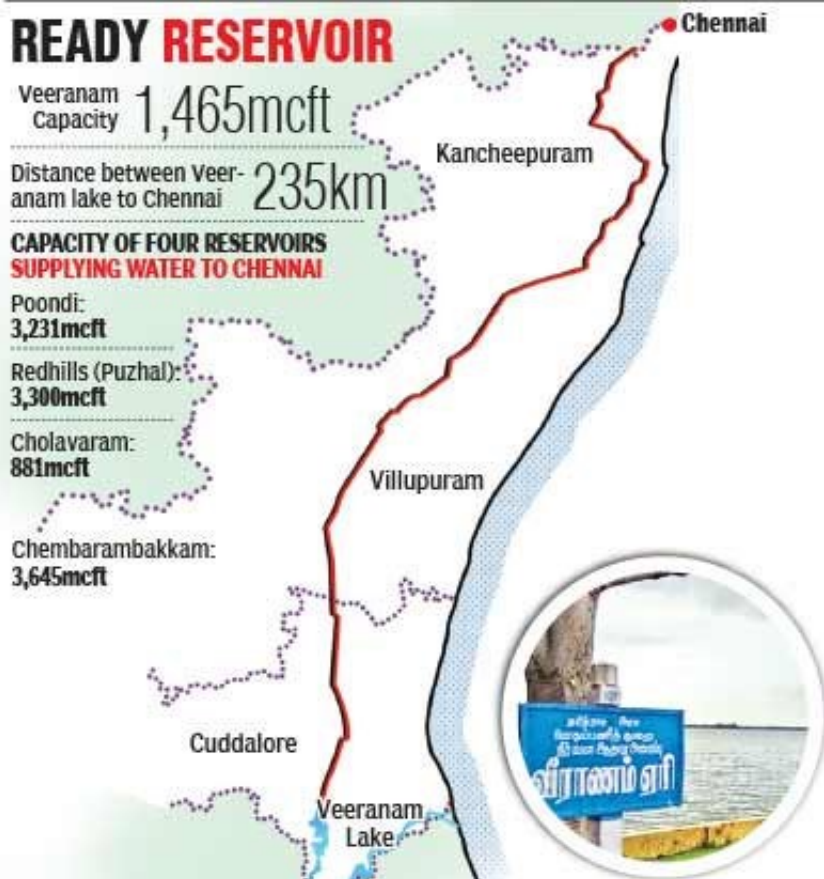 READY RESERVOIR
Veeranam
Capacity
1,465mcft
Distance between Veer-
anam lake to Chennai
235km
CAPACITY OF FOUR RESERVOIRS
SUPPLYING WATER TO CHENNAI
Poondi:
3,231mcft
Redhills (Puzhal):
3,300mcft
Cholavaram:
881mcft
Chembarambakkam:
3,645mcft
Chennai
Kancheepuram
Villupuram
Cuddalore
Veeranam
Lake
வீராணம் ஏரி